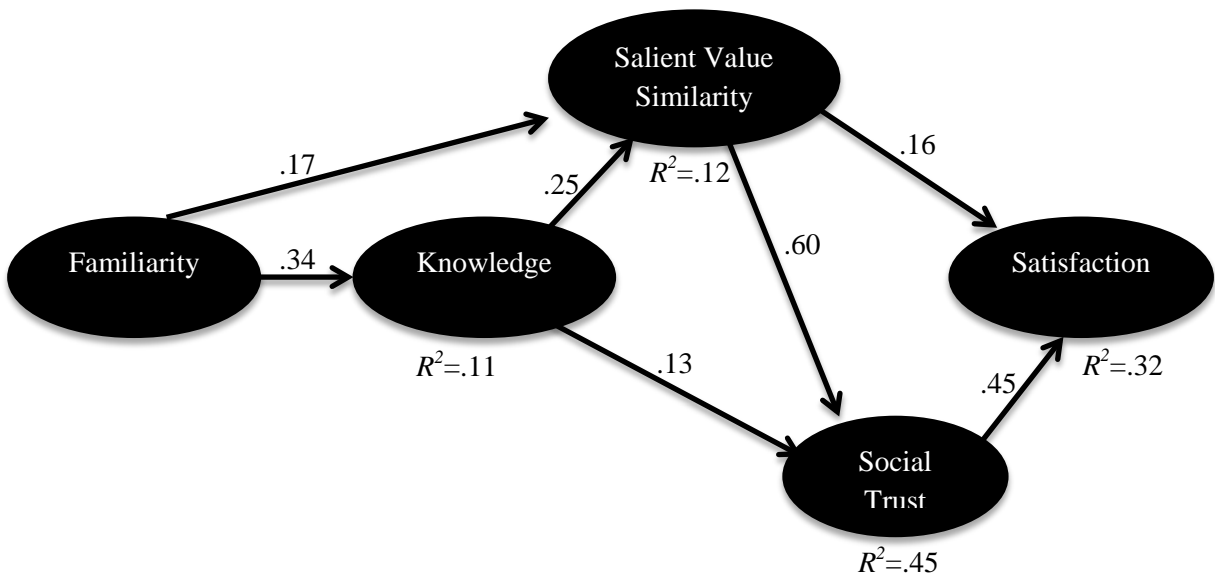 Salient Value
Similarity
.17
.25
R²=.12
.16
Familiarity
.34
Knowledge
.60
Satisfaction
R²=.11
.13
.45
R²=.32
Social
Trust
R²=.45